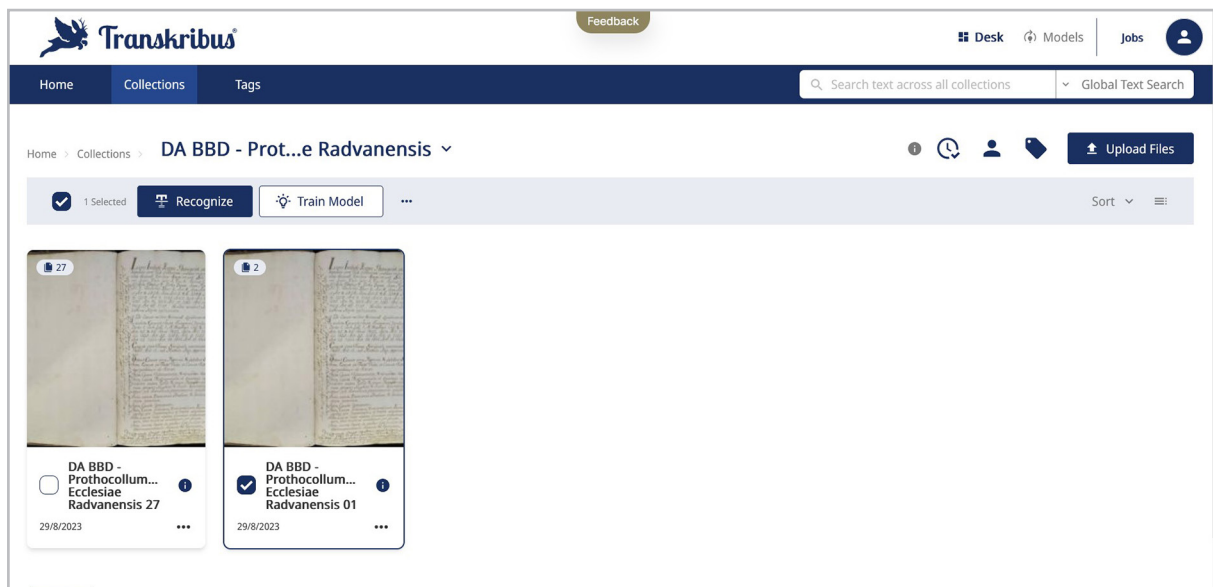 Transkribus
Feedback
Desk
Models
Jobs
Home
Collections
Tags
Search text across all collections
Global Text Search
Home > Collections > DA BBD - Prot...e Radvanensis
Upload Files
1 Selected
Recognize
Train Model
...
Sort
27
2
DA BBD -
Prothocollum...
Ecclesiae
Radvanensis 27
29/8/2023
...
DA BBD -
Prothocollum...
Ecclesiae
Radvanensis 01
29/8/2023
...